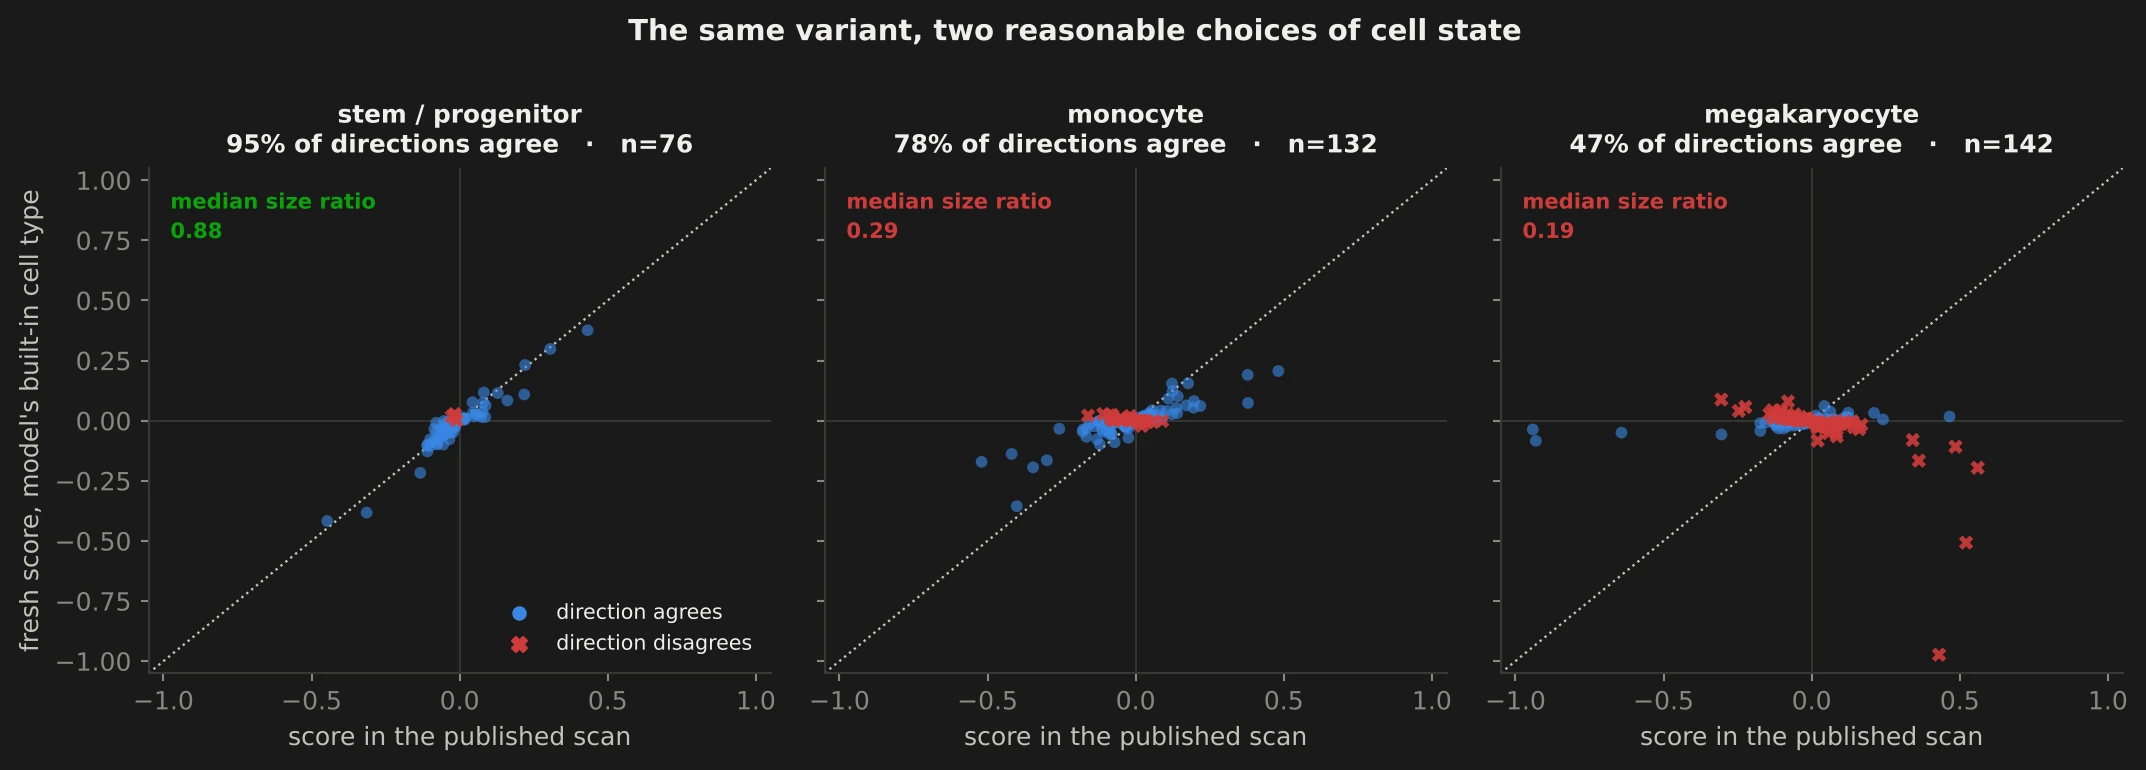 The same variant, two reasonable choices of cell state
stem / progenitor
95% of directions agree · n=76
monocyte
78% of directions agree · n=132
megakaryocyte
47% of directions agree · n=142
fresh score, model's built-in cell type
1.00
0.75
0.50
0.25
0.00
−0.25
−0.50
−0.75
−1.00
median size ratio
0.88
direction agrees
direction disagrees
−1.0 −0.5 0.0 0.5 1.0
score in the published scan
median size ratio
0.29
−1.0 −0.5 0.0 0.5 1.0
score in the published scan
median size ratio
0.19
−1.0 −0.5 0.0 0.5 1.0
score in the published scan